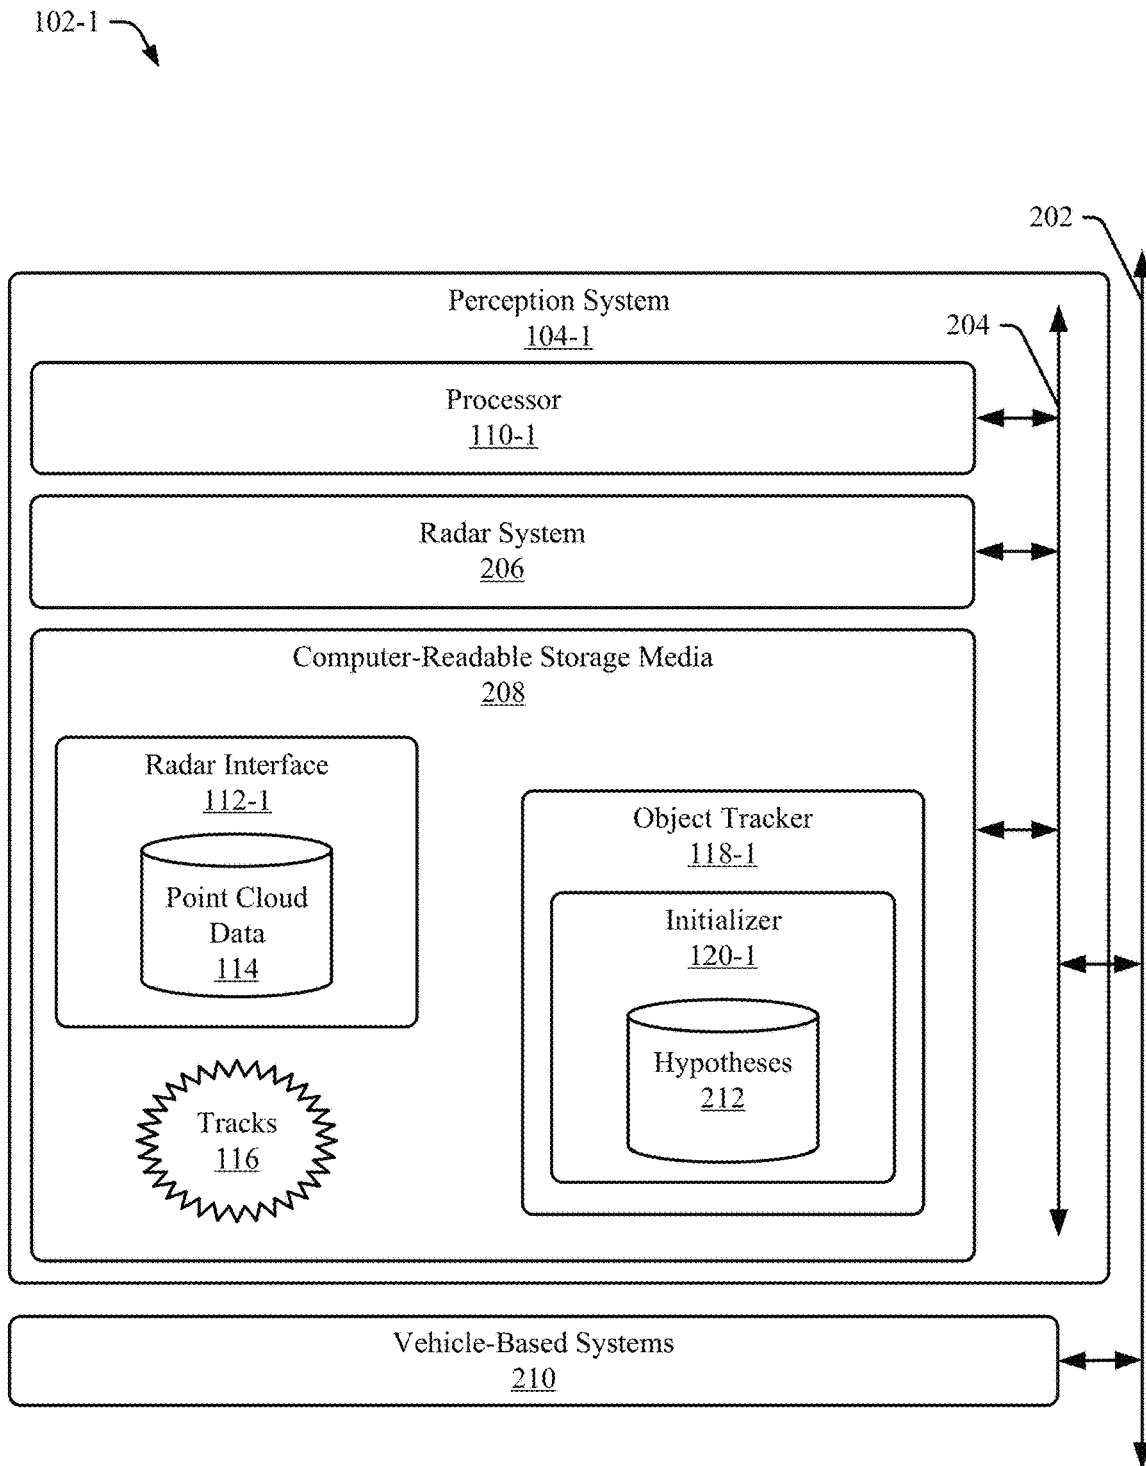 102-1
202
Perception System
104-1
204
Processor
110-1
Radar System
206
Computer-Readable Storage Media
208
Radar Interface
112-1
Point Cloud
Data
114
Object Tracker
118-1
Initializer
120-1
Hypotheses
212
Tracks
116
Vehicle-Based Systems
210